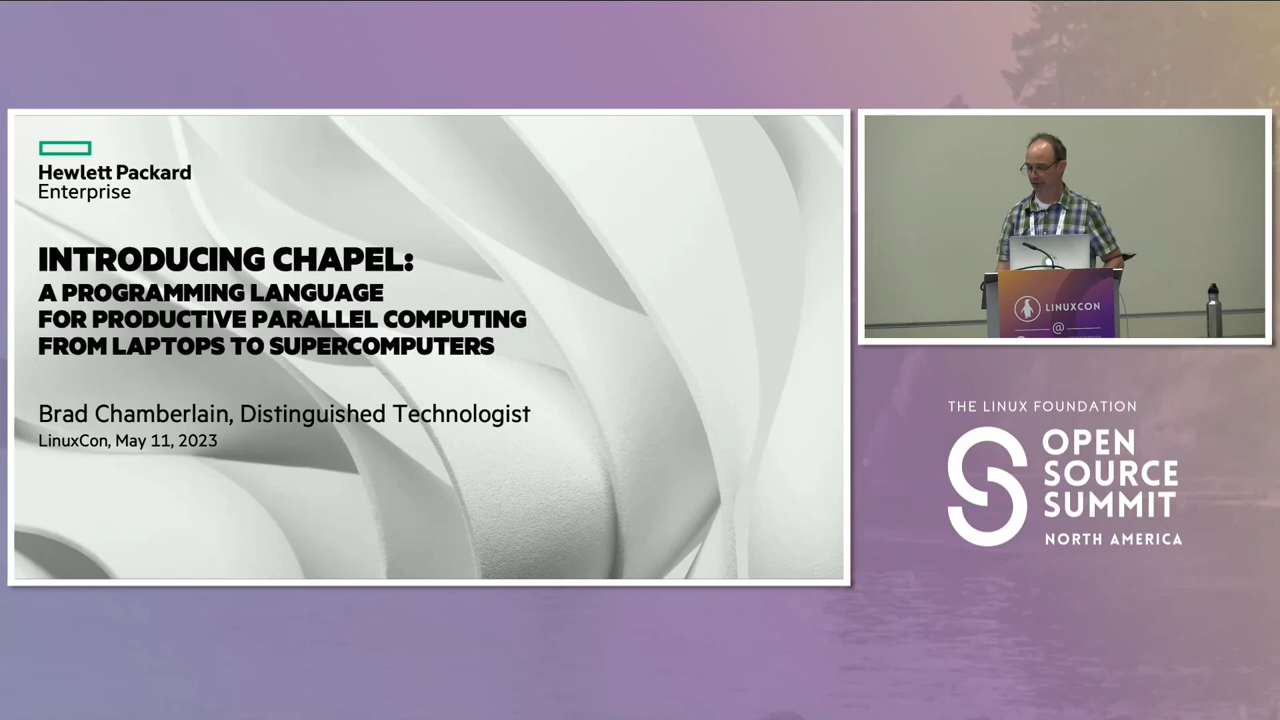 Hewlett Packard
Enterprise
INTRODUCING CHAPEL:
A PROGRAMMING LANGUAGE
FOR PRODUCTIVE PARALLEL COMPUTING
FROM LAPTOPS TO SUPERCOMPUTERS
Brad Chamberlain, Distinguished Technologist
LinuxCon, May 11, 2023
LINUXCON
@
THE LINUX FOUNDATION
OPEN
SOURCE
SUMMIT
NORTH AMERICA